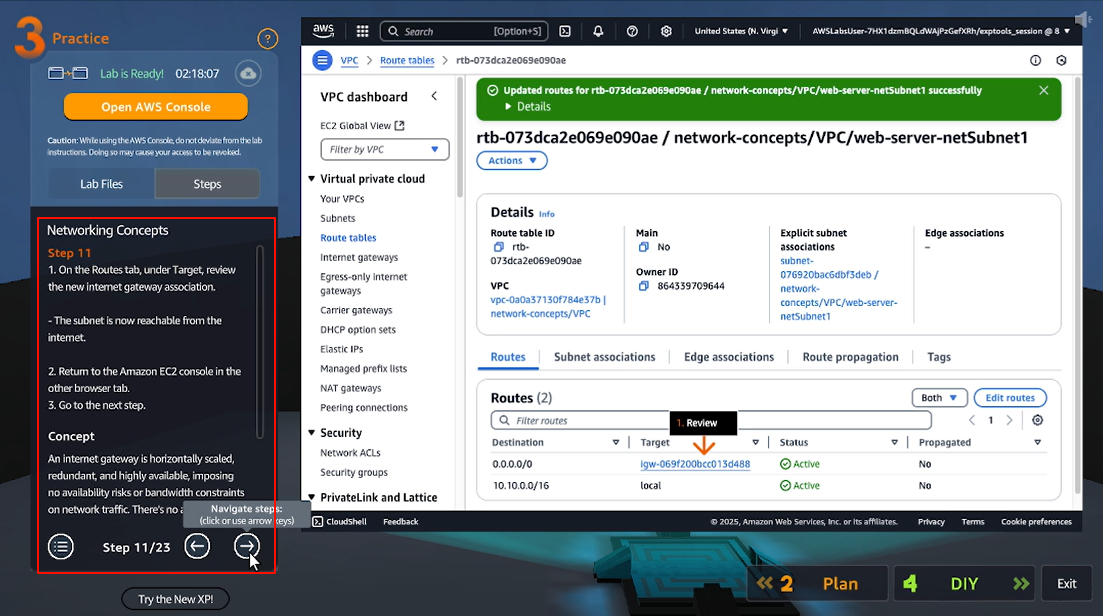 3 Practice
?
Lab is Ready! 02:18:07
Open AWS Console
Caution: While using the AWS Console, do not deviate from the lab
instructions. Doing so may cause your access to be revoked.
Lab Files
Steps
Networking Concepts
Step 11
1. On the Routes tab, under Target, review
the new internet gateway association.
- The subnet is now reachable from the
internet.
2. Return to the Amazon EC2 console in the
other browser tab.
3. Go to the next step.
Concept
An internet gateway is horizontally scaled,
redundant, and highly available, imposing
no availability risks or bandwidth constraints
on network traffic. There's no a
Navigate steps:
(click or use arrow keys)
Step 11/23
Try the New XP!
aws
Search [Option+S]
United States (N. Virgi
AWSLabsUser-7HX1dzmBQLdWAjPzGefXRh/exptools_session @ 8
VPC > Route tables > rtb-073dca2e069e090ae
VPC dashboard
EC2 Global View
Filter by VPC
Virtual private cloud
Your VPCs
Subnets
Route tables
Internet gateways
Egress-only internet
gateways
Carrier gateways
DHCP option sets
Elastic IPs
Managed prefix lists
NAT gateways
Peering connections
Security
Network ACLs
Security groups
PrivateLink and Lattice
Updated routes for rtb-073dca2e069e090ae / network-concepts/VPC/web-server-netSubnet1 successfully
Details
rtb-073dca2e069e090ae / network-concepts/VPC/web-server-netSubnet1
Actions
Details Info
Route table ID
rtb-
073dca2e069e090ae
VPC
vpc-0a0a37130f784e37b |
network-concepts/VPC
Main
No
Owner ID
864339709644
Explicit subnet
associations
subnet-
076920bac6dbf3deb /
network-
concepts/VPC/web-server-
netSubnet1
Edge associations
–
Routes
Subnet associations
Edge associations
Route propagation
Tags
Routes (2)
Both
Edit routes
Filter routes
1
1. Review
Destination Target Status Propagated
0.0.0.0/0 igw-069f200bcc013d488 Active No
10.10.0.0/16 local Active No
CloudShell Feedback
© 2025, Amazon Web Services, Inc. or its affiliates. Privacy Terms Cookie preferences
2 Plan
4 DIY
Exit